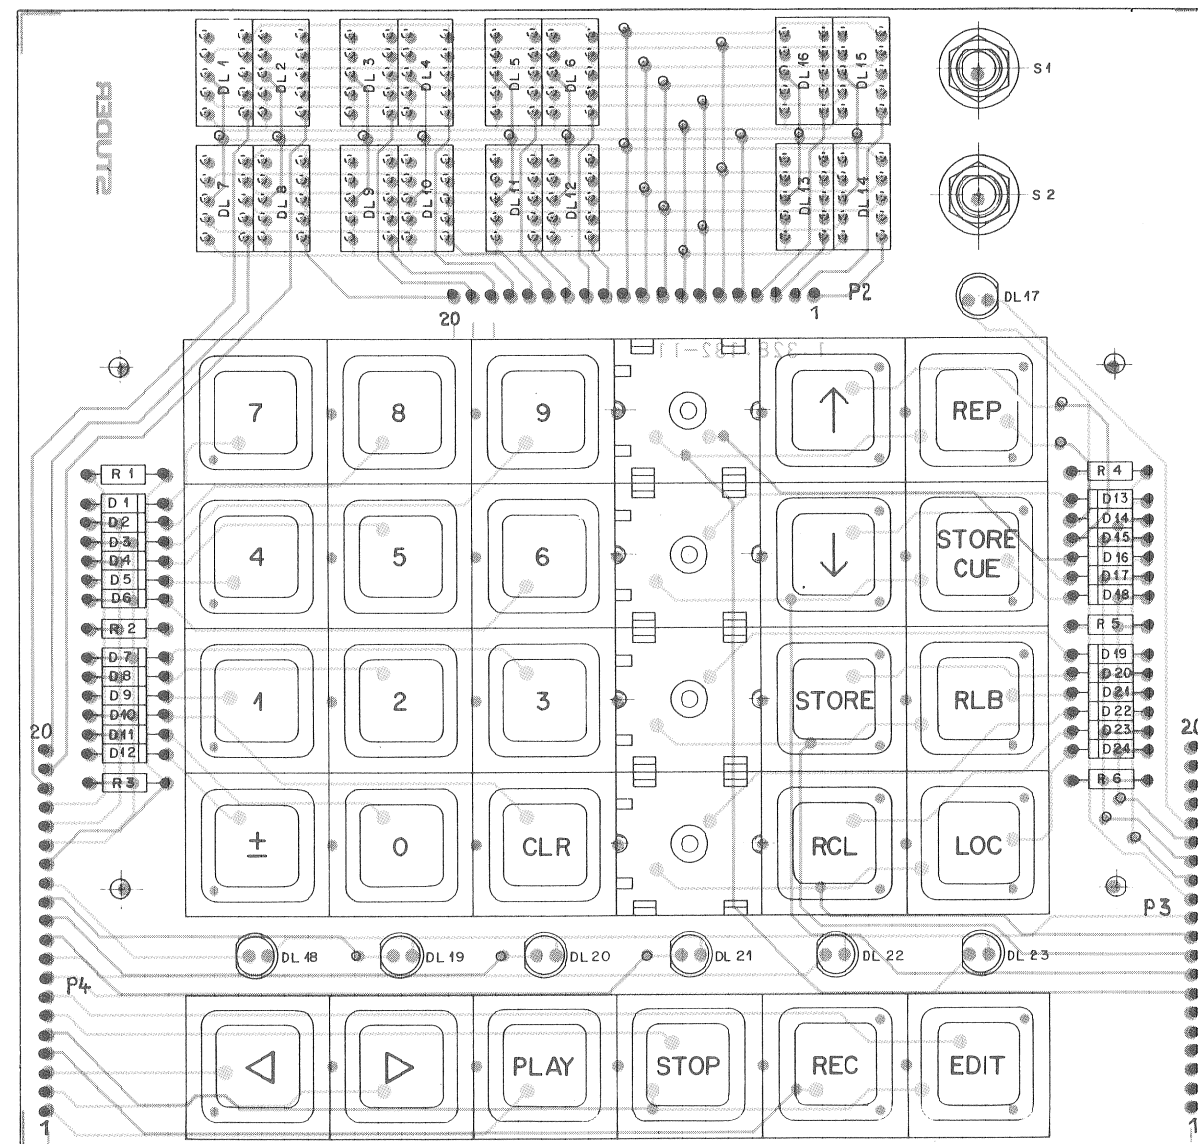 STUDER
DL 1
DL 2
DL 3
DL 4
DL 5
DL 6
DL 16
DL 15
S1
DL 7
DL 8
DL 9
DL 10
DL 11
DL 12
DL 13
DL 14
S 2
P2
DL 17
20
1
1-328-182-11
7
8
9
↑
REP
R 1
R 4
D 1
D 2
D 3
D 4
D 5
D 6
D 13
D 14
D 15
D 16
D 17
D 18
4
5
6
↓
STORE
CUE
R 2
R 5
D 7
D 8
D 9
D 10
D 11
D 12
D 19
D 20
D 21
D 22
D 23
D 24
1
2
3
STORE
RLB
20
20
R 3
R 6
±
0
CLR
RCL
LOC
P3
DL 18
DL 19
DL 20
DL 21
DL 22
DL 23
P4
PLAY
STOP
REC
EDIT
1
1